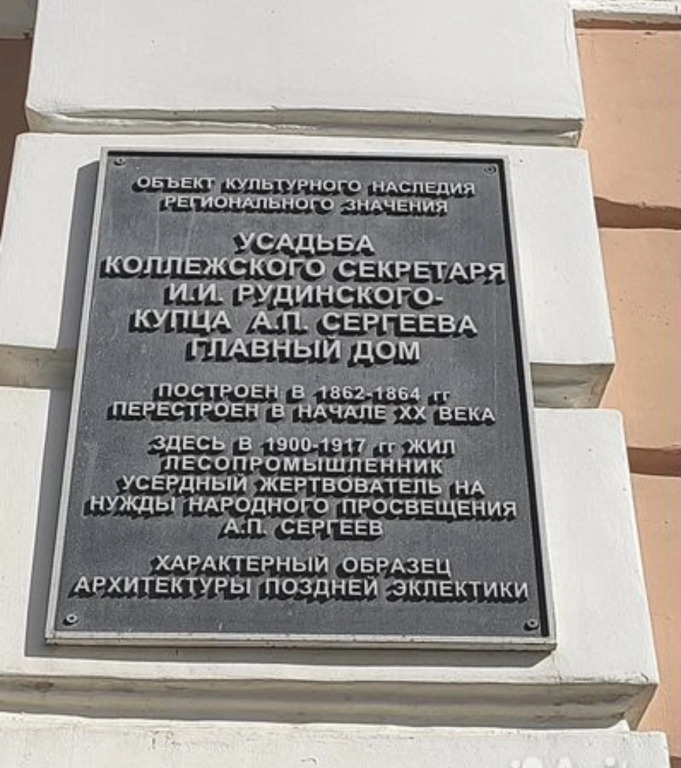 ОБЪЕКТ КУЛЬТУРНОГО НАСЛЕДИЯ
РЕГИОНАЛЬНОГО ЗНАЧЕНИЯ
УСАДЬБА
КОЛЛЕЖСКОГО СЕКРЕТАРЯ
И.И. РУДИНСКОГО-
КУПЦА А.П. СЕРГЕЕВА
ГЛАВНЫЙ ДОМ
ПОСТРОЕН В 1862-1864 гг
ПЕРЕСТРОЕН В НАЧАЛЕ XX ВЕКА
ЗДЕСЬ В 1900-1917 гг ЖИЛ
ЛЕСОПРОМЫШЛЕННИК
УСЕРДНЫЙ ЖЕРТВОВАТЕЛЬ НА
НУЖДЫ НАРОДНОГО ПРОСВЕЩЕНИЯ
А.П. СЕРГЕЕВ
ХАРАКТЕРНЫЙ ОБРАЗЕЦ
АРХИТЕКТУРЫ ПОЗДНЕЙ ЭКЛЕКТИКИ